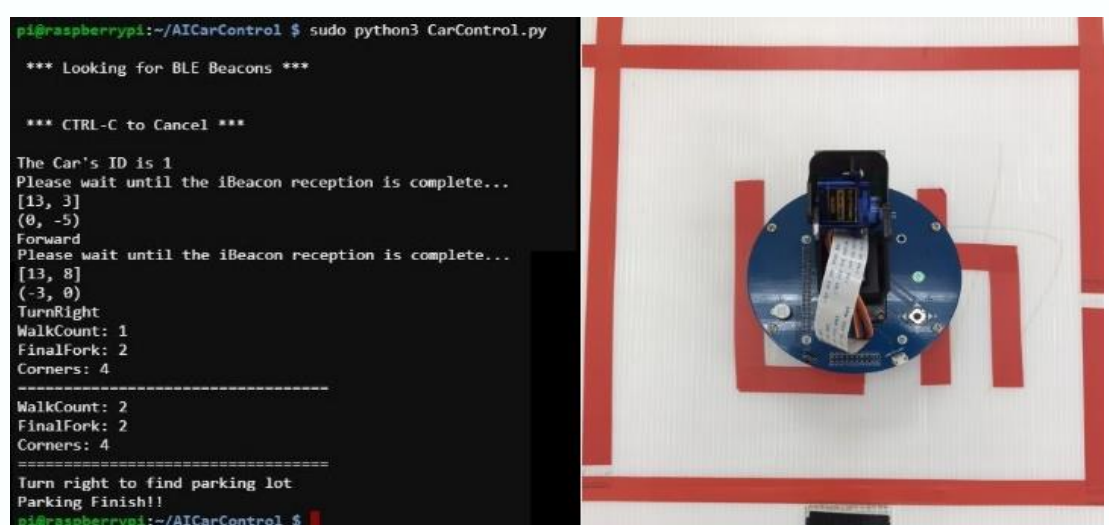 pi@raspberrypi:~/AICarControl $ sudo python3 CarControl.py
*** Looking for BLE Beacons ***
*** CTRL-C to Cancel ***
The Car's ID is 1
Please wait until the iBeacon reception is complete...
[13, 3]
(0, -5)
Forward
Please wait until the iBeacon reception is complete...
[13, 8]
(-3, 0)
TurnRight
WalkCount: 1
FinalFork: 2
Corners: 4
==================================
WalkCount: 2
FinalFork: 2
Corners: 4
==================================
Turn right to find parking lot
Parking Finish!!
pi@raspberrypi:~/AICarControl $